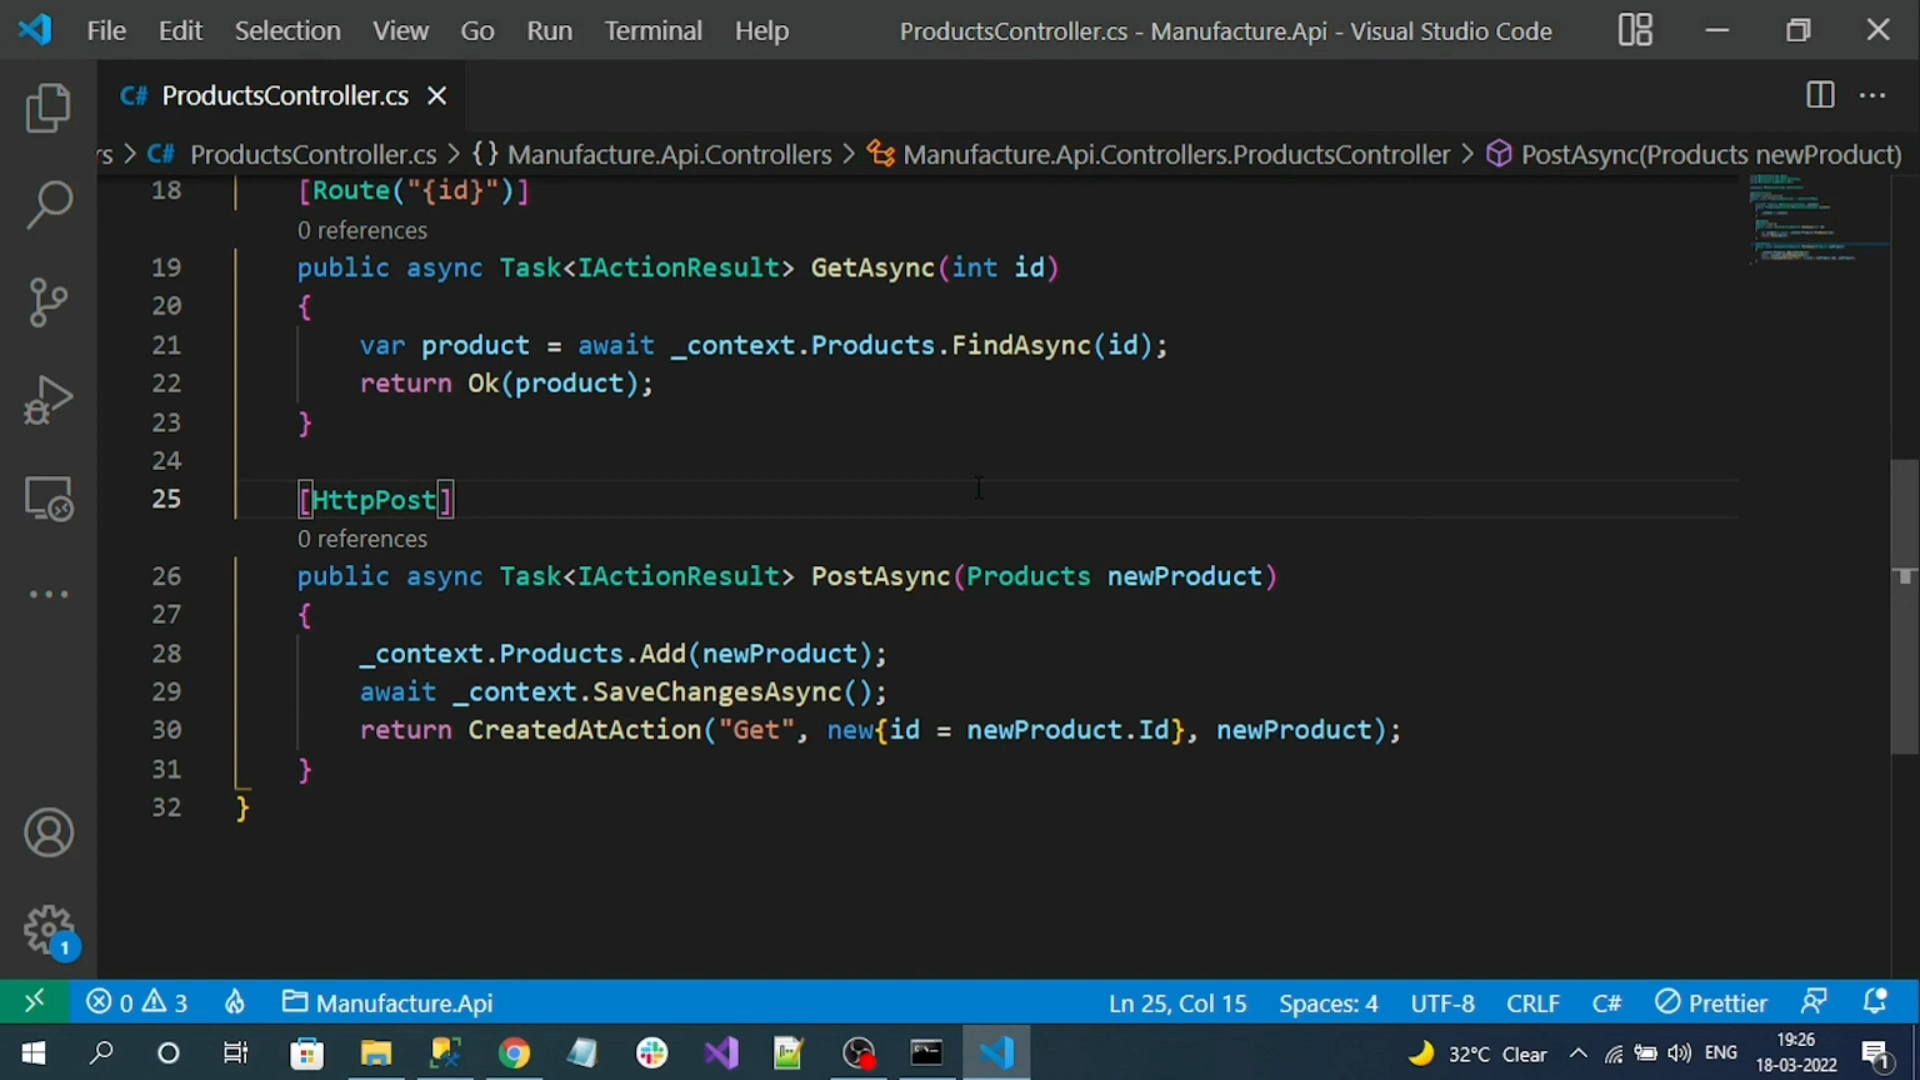 File Edit Selection View Go Run Terminal Help ProductsController.cs - Manufacture.Api - Visual Studio Code
C# ProductsController.cs
rs > C# ProductsController.cs > {} Manufacture.Api.Controllers > Manufacture.Api.Controllers.ProductsController > PostAsync(Products newProduct)
18 [Route("{id}")]
0 references
19 public async Task<IActionResult> GetAsync(int id)
20 {
21 var product = await _context.Products.FindAsync(id);
22 return Ok(product);
23 }
24
25 [HttpPost]
0 references
26 public async Task<IActionResult> PostAsync(Products newProduct)
27 {
28 _context.Products.Add(newProduct);
29 await _context.SaveChangesAsync();
30 return CreatedAtAction("Get", new{id = newProduct.Id}, newProduct);
31 }
32 }
1
0 3 Manufacture.Api Ln 25, Col 15 Spaces: 4 UTF-8 CRLF C# Prettier
32°C Clear ENG 19:26
18-03-2022 1